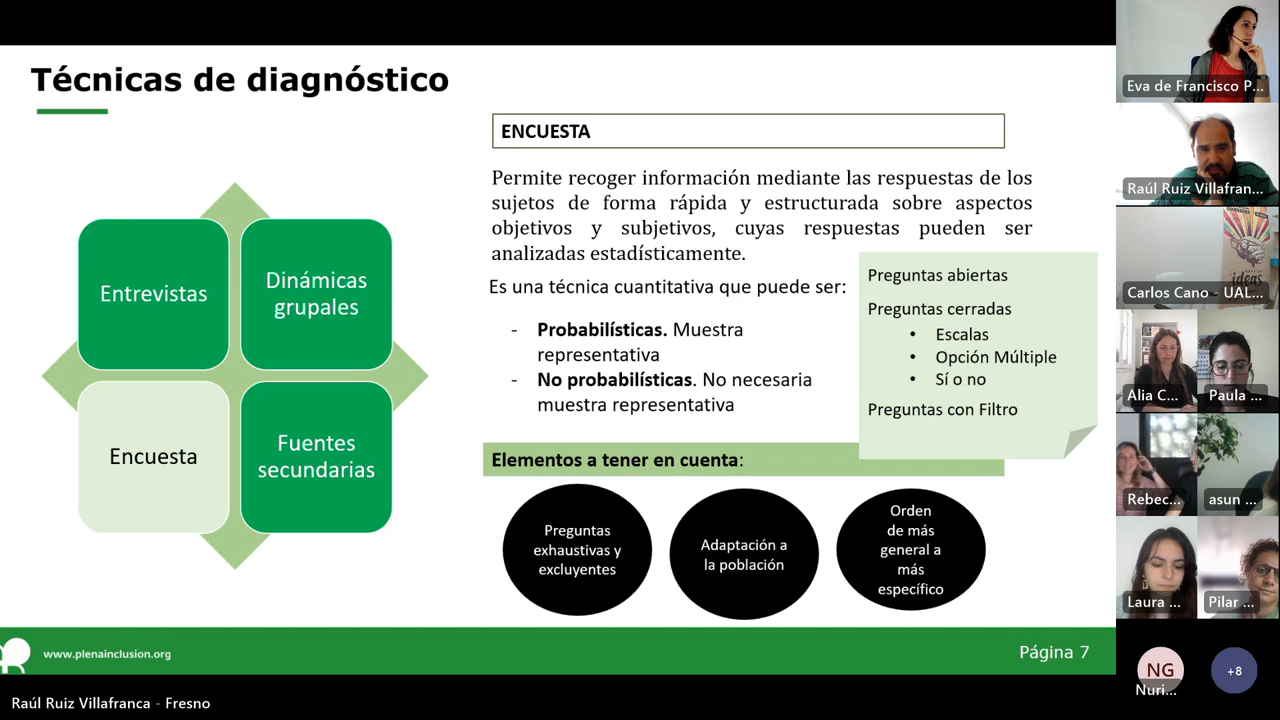 Técnicas de diagnóstico
Entrevistas
Dinámicas
grupales
Encuesta
Fuentes
secundarias
ENCUESTA
Permite recoger información mediante las respuestas de los
sujetos de forma rápida y estructurada sobre aspectos
objetivos y subjetivos, cuyas respuestas pueden ser
analizadas estadísticamente.
Es una técnica cuantitativa que puede ser:
- Probabilísticas. Muestra
representativa
- No probabilísticas. No necesaria
muestra representativa
Preguntas abiertas
Preguntas cerradas
• Escalas
• Opción Múltiple
• Sí o no
Preguntas con Filtro
Elementos a tener en cuenta:
Preguntas
exhaustivas y
excluyentes
Adaptación a
la población
Orden
de más
general a
más
específico
www.plenainclusion.org
Página 7
Raúl Ruiz Villafranca - Fresno
Eva de Francisco P...
Raúl Ruiz Villafran...
ideas
Carlos Cano - UAL...
Alia C...
Paula ...
Rebec...
asun ...
Laura ...
Pilar ...
NG
Nuri...
+8